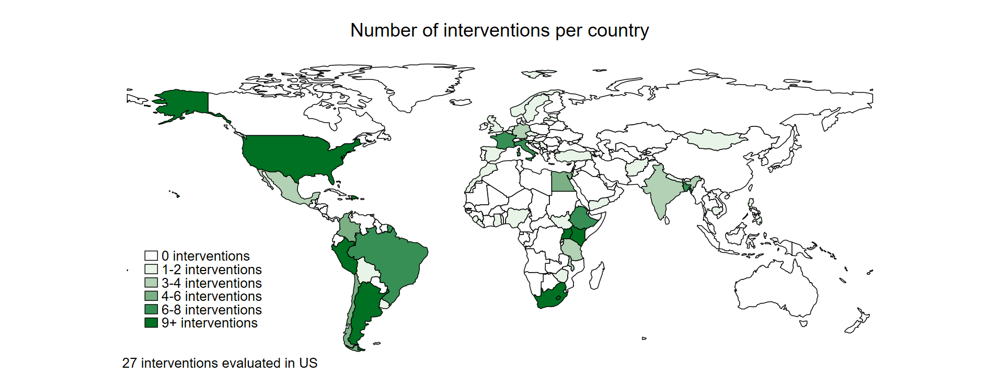 Number of interventions per country
0 interventions
1-2 interventions
3-4 interventions
4-6 interventions
6-8 interventions
9+ interventions
27 interventions evaluated in US